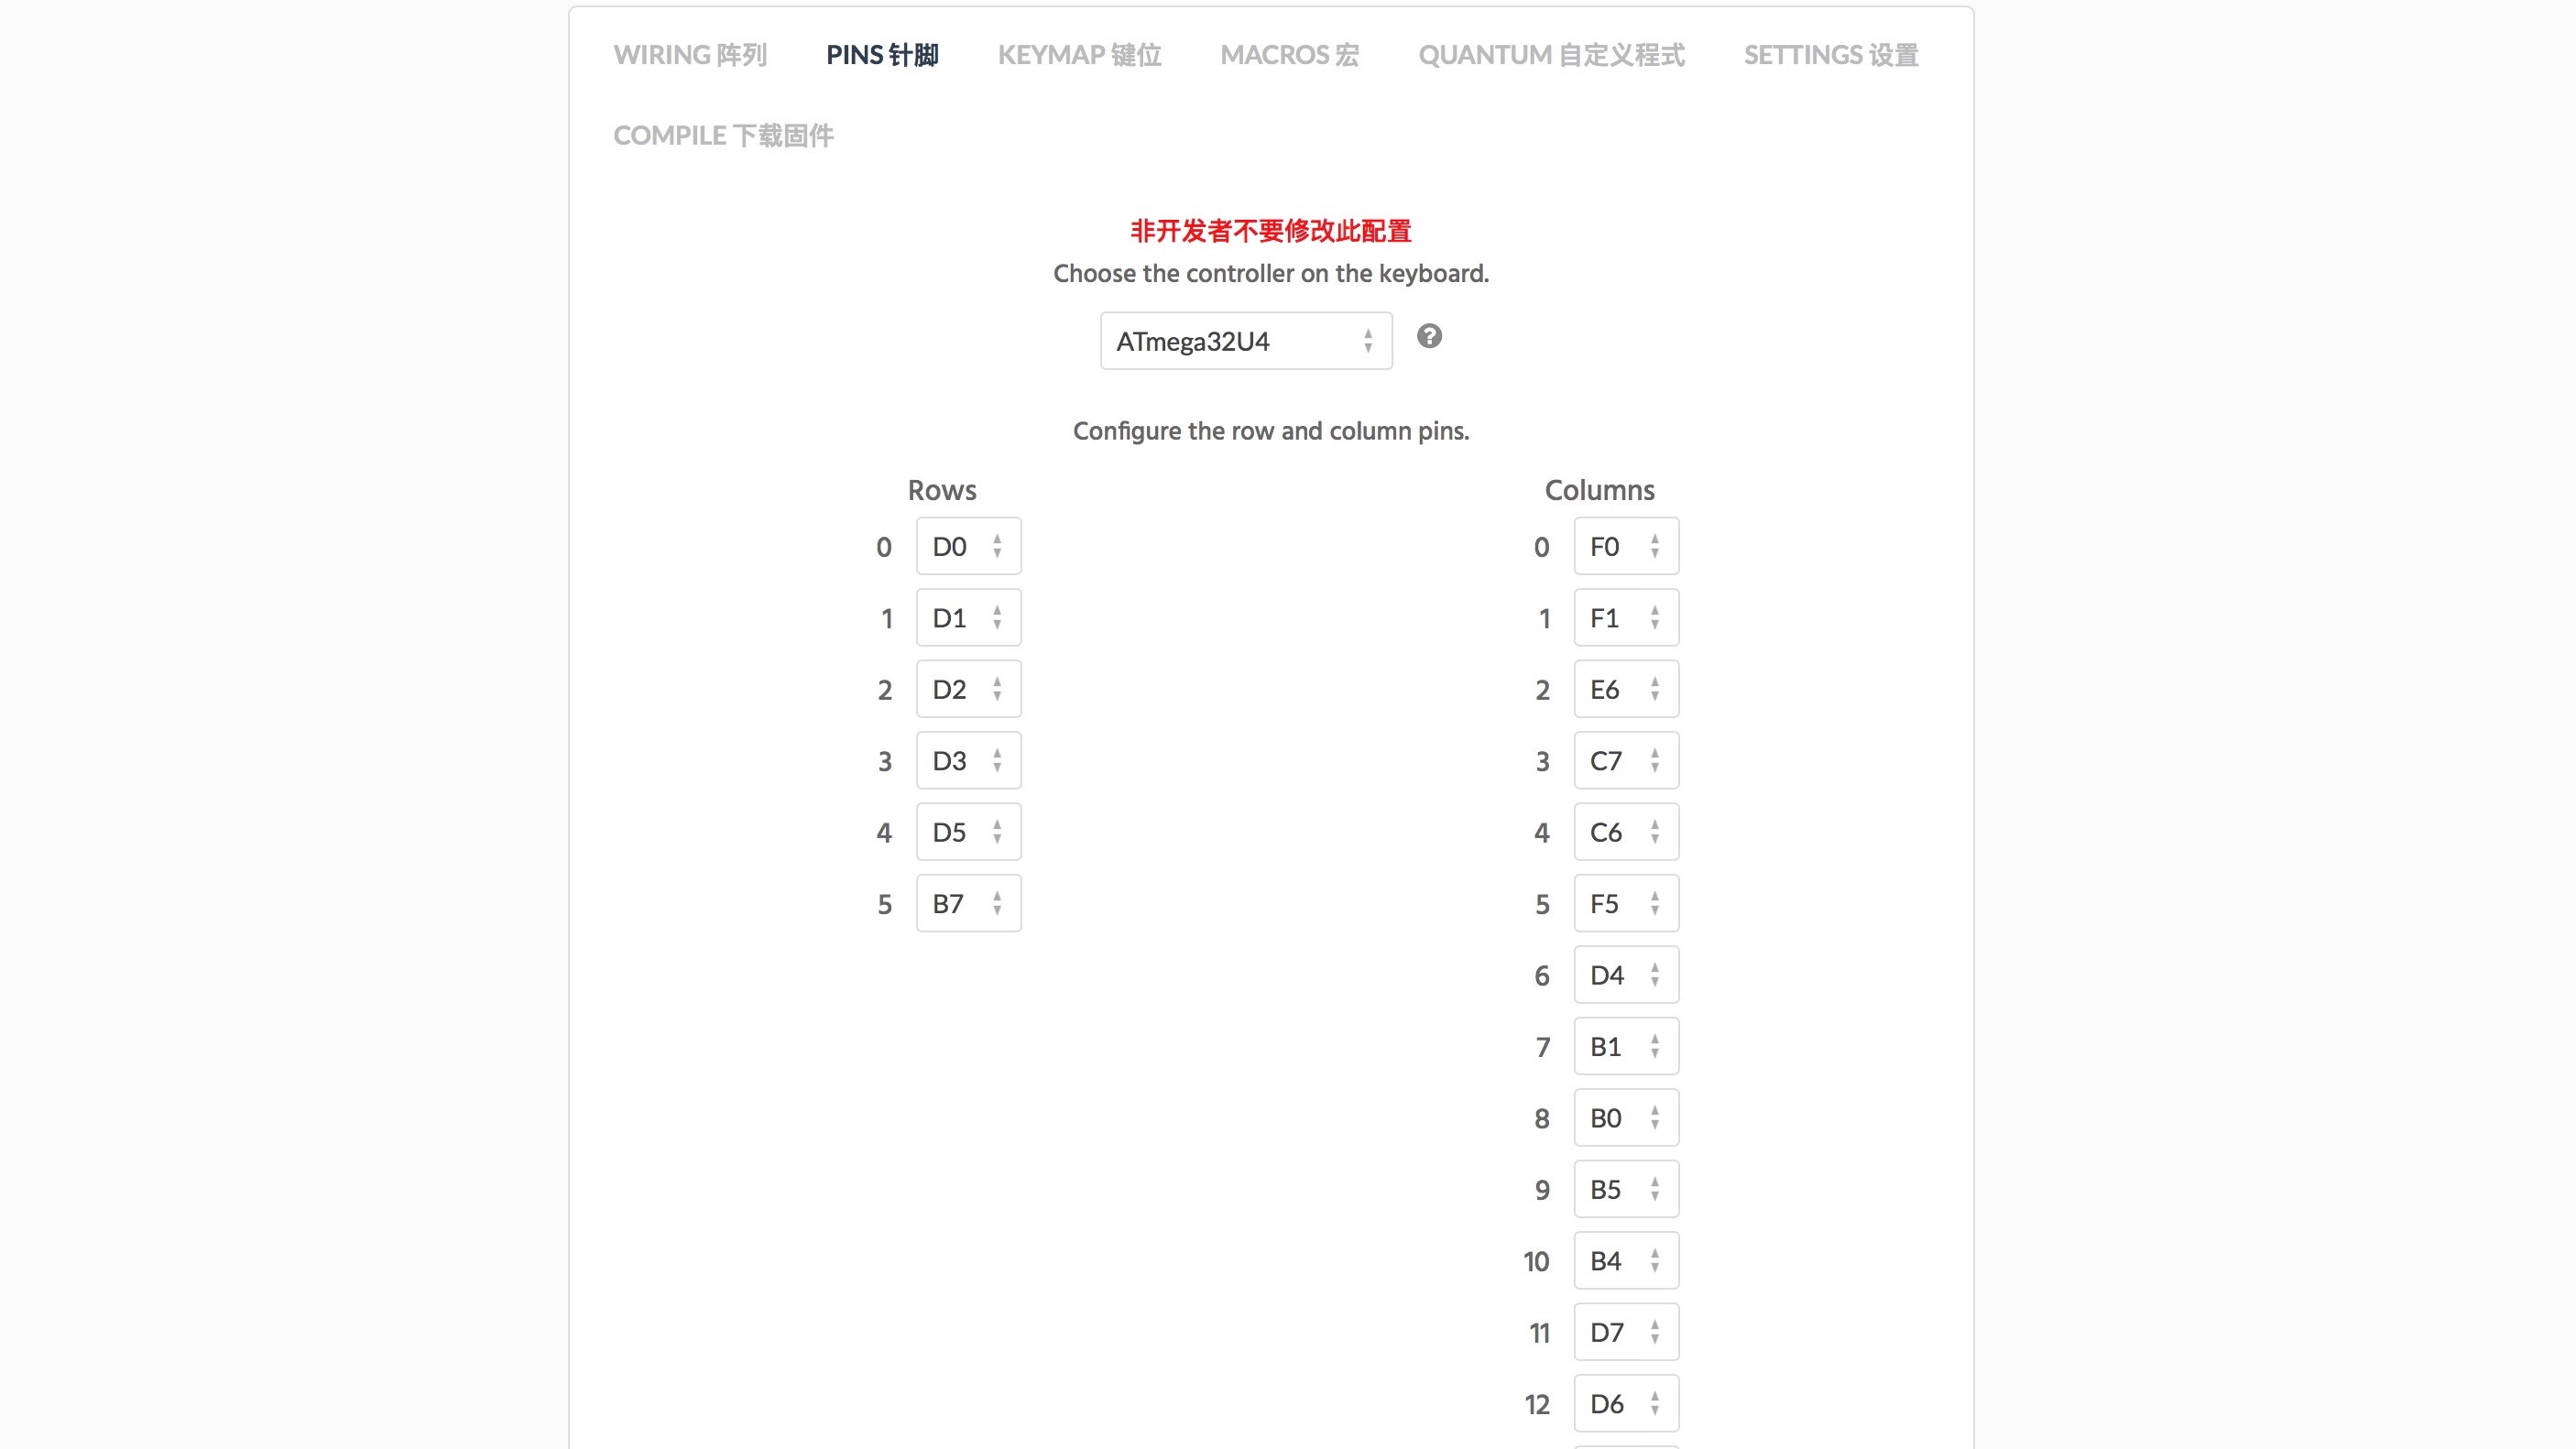 WIRING 阵列 PINS 针脚 KEYMAP 键位 MACROS 宏 QUANTUM 自定义程式 SETTINGS 设置
COMPILE 下载固件
非开发者不要修改此配置
Choose the controller on the keyboard.
ATmega32U4
Configure the row and column pins.
Rows Columns
0 D0 0 F0
1 D1 1 F1
2 D2 2 E6
3 D3 3 C7
4 D5 4 C6
5 B7 5 F5
6 D4
7 B1
8 B0
9 B5
10 B4
11 D7
12 D6